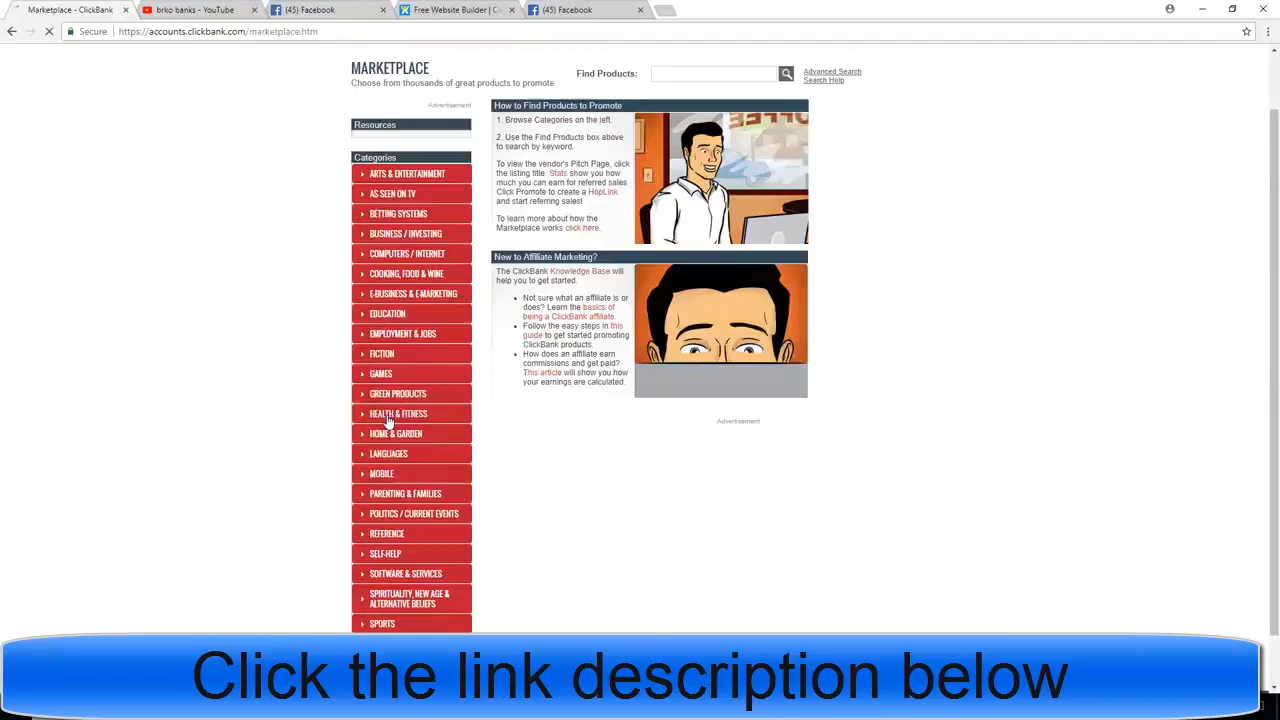 Marketplace - ClickBank
brko banks - YouTube
(45) Facebook
Free Website Builder | Cr
(45) Facebook
Secure
https://accounts.clickbank.com/marketplace.htm
MARKETPLACE
Choose from thousands of great products to promote
Find Products:
Advanced Search
Search Help
Advertisement
Resources
Categories
ARTS & ENTERTAINMENT
AS SEEN ON TV
BETTING SYSTEMS
BUSINESS / INVESTING
COMPUTERS / INTERNET
COOKING, FOOD & WINE
E-BUSINESS & E-MARKETING
EDUCATION
EMPLOYMENT & JOBS
FICTION
GAMES
GREEN PRODUCTS
HEALTH & FITNESS
HOME & GARDEN
LANGUAGES
MOBILE
PARENTING & FAMILIES
POLITICS / CURRENT EVENTS
REFERENCE
SELF-HELP
SOFTWARE & SERVICES
SPIRITUALITY, NEW AGE &
ALTERNATIVE BELIEFS
SPORTS
How to Find Products to Promote
1. Browse Categories on the left.
2. Use the Find Products box above
to search by keyword.
To view the vendor's Pitch Page, click
the listing title. Stats show you how
much you can earn for referred sales
Click Promote to create a HopLink
and start referring sales!
To learn more about how the
Marketplace works click here.
New to Affiliate Marketing?
The ClickBank Knowledge Base will
help you to get started.
• Not sure what an affiliate is or
does? Learn the basics of
being a ClickBank affiliate.
• Follow the easy steps in this
guide to get started promoting
ClickBank products.
• How does an affiliate earn
commissions and get paid?
This article will show you how
your earnings are calculated.
Advertisement
Click the link description below